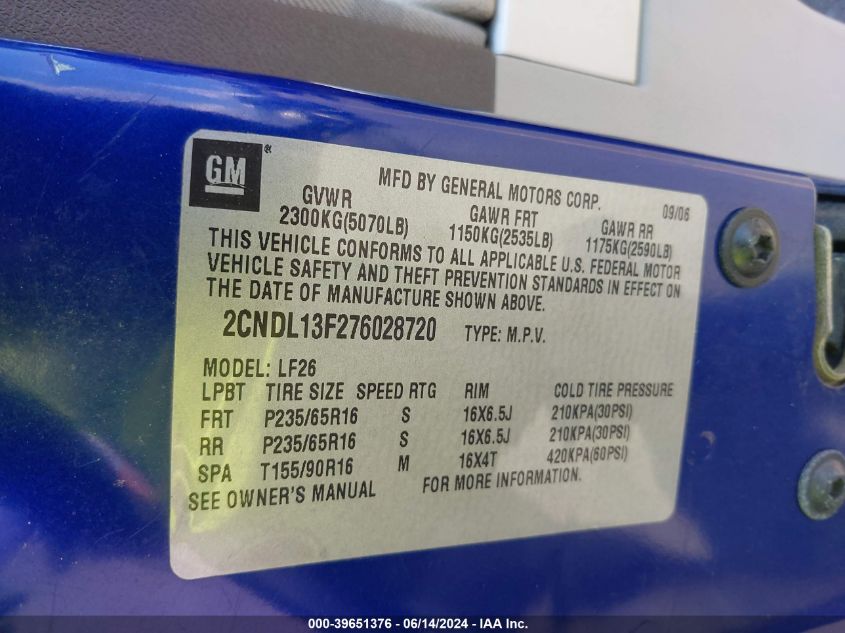 GM ®
MFD BY GENERAL MOTORS CORP. 09/06
GVWR GAWR FRT GAWR RR
2300KG(5070LB) 1150KG(2535LB) 1175KG(2590LB)
THIS VEHICLE CONFORMS TO ALL APPLICABLE U.S. FEDERAL MOTOR
VEHICLE SAFETY AND THEFT PREVENTION STANDARDS IN EFFECT ON
THE DATE OF MANUFACTURE SHOWN ABOVE.
2CNDL13F276028720 TYPE: M.P.V.
MODEL: LF26
LPBT TIRE SIZE SPEED RTG RIM COLD TIRE PRESSURE
FRT P235/65R16 S 16X6.5J 210KPA(30PSI)
RR P235/65R16 S 16X6.5J 210KPA(30PSI)
SPA T155/90R16 M 16X4T 420KPA(60PSI)
SEE OWNER'S MANUAL FOR MORE INFORMATION.
000-39651376 - 06/14/2024 - IAA Inc.